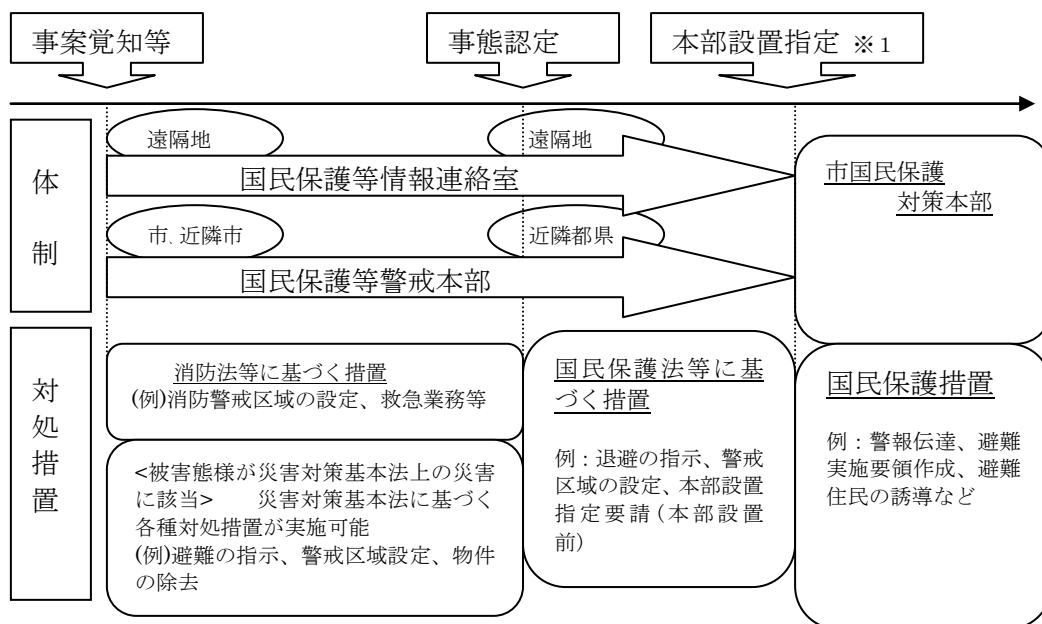 事案覚知等
事態認定
本部設置指定 ※1
体制
遠隔地
遠隔地
国民保護等情報連絡室
市、近隣市
近隣都県
国民保護等警戒本部
市国民保護
対策本部
対処措置
消防法等に基づく措置
(例)消防警戒区域の設定、救急業務等
<被害態様が災害対策基本法上の災害
に該当> 災害対策基本法に基づく
各種対処措置が実施可能
(例)避難の指示、警戒区域設定、物件
の除去
国民保護法等に基
づく措置
例：退避の指示、警戒
区域の設定、本部設置
指定要請(本部設置
前)
国民保護措置
例：警報伝達、避難
実施要領作成、避難
住民の誘導など